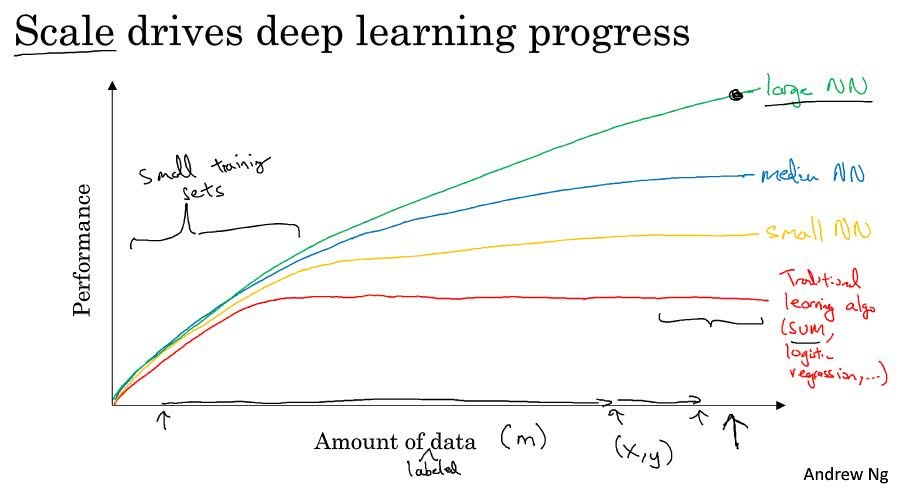 Scale drives deep learning progress
large NN
small training
sets
medium NN
small NN
Performance
Traditional
learning algo
(SVM,
logistic
regression,...)
Amount of data (m)
labeled
(x,y)
Andrew Ng